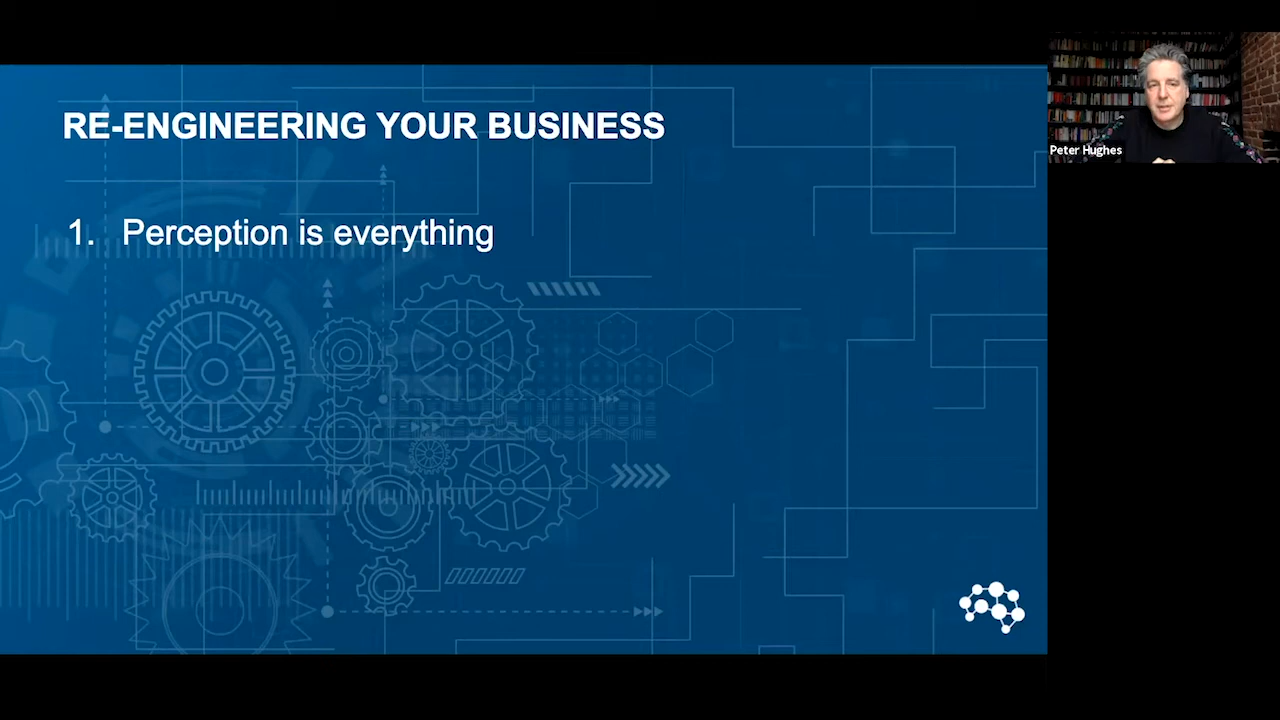 RE-ENGINEERING YOUR BUSINESS
1. Perception is everything
Peter Hughes